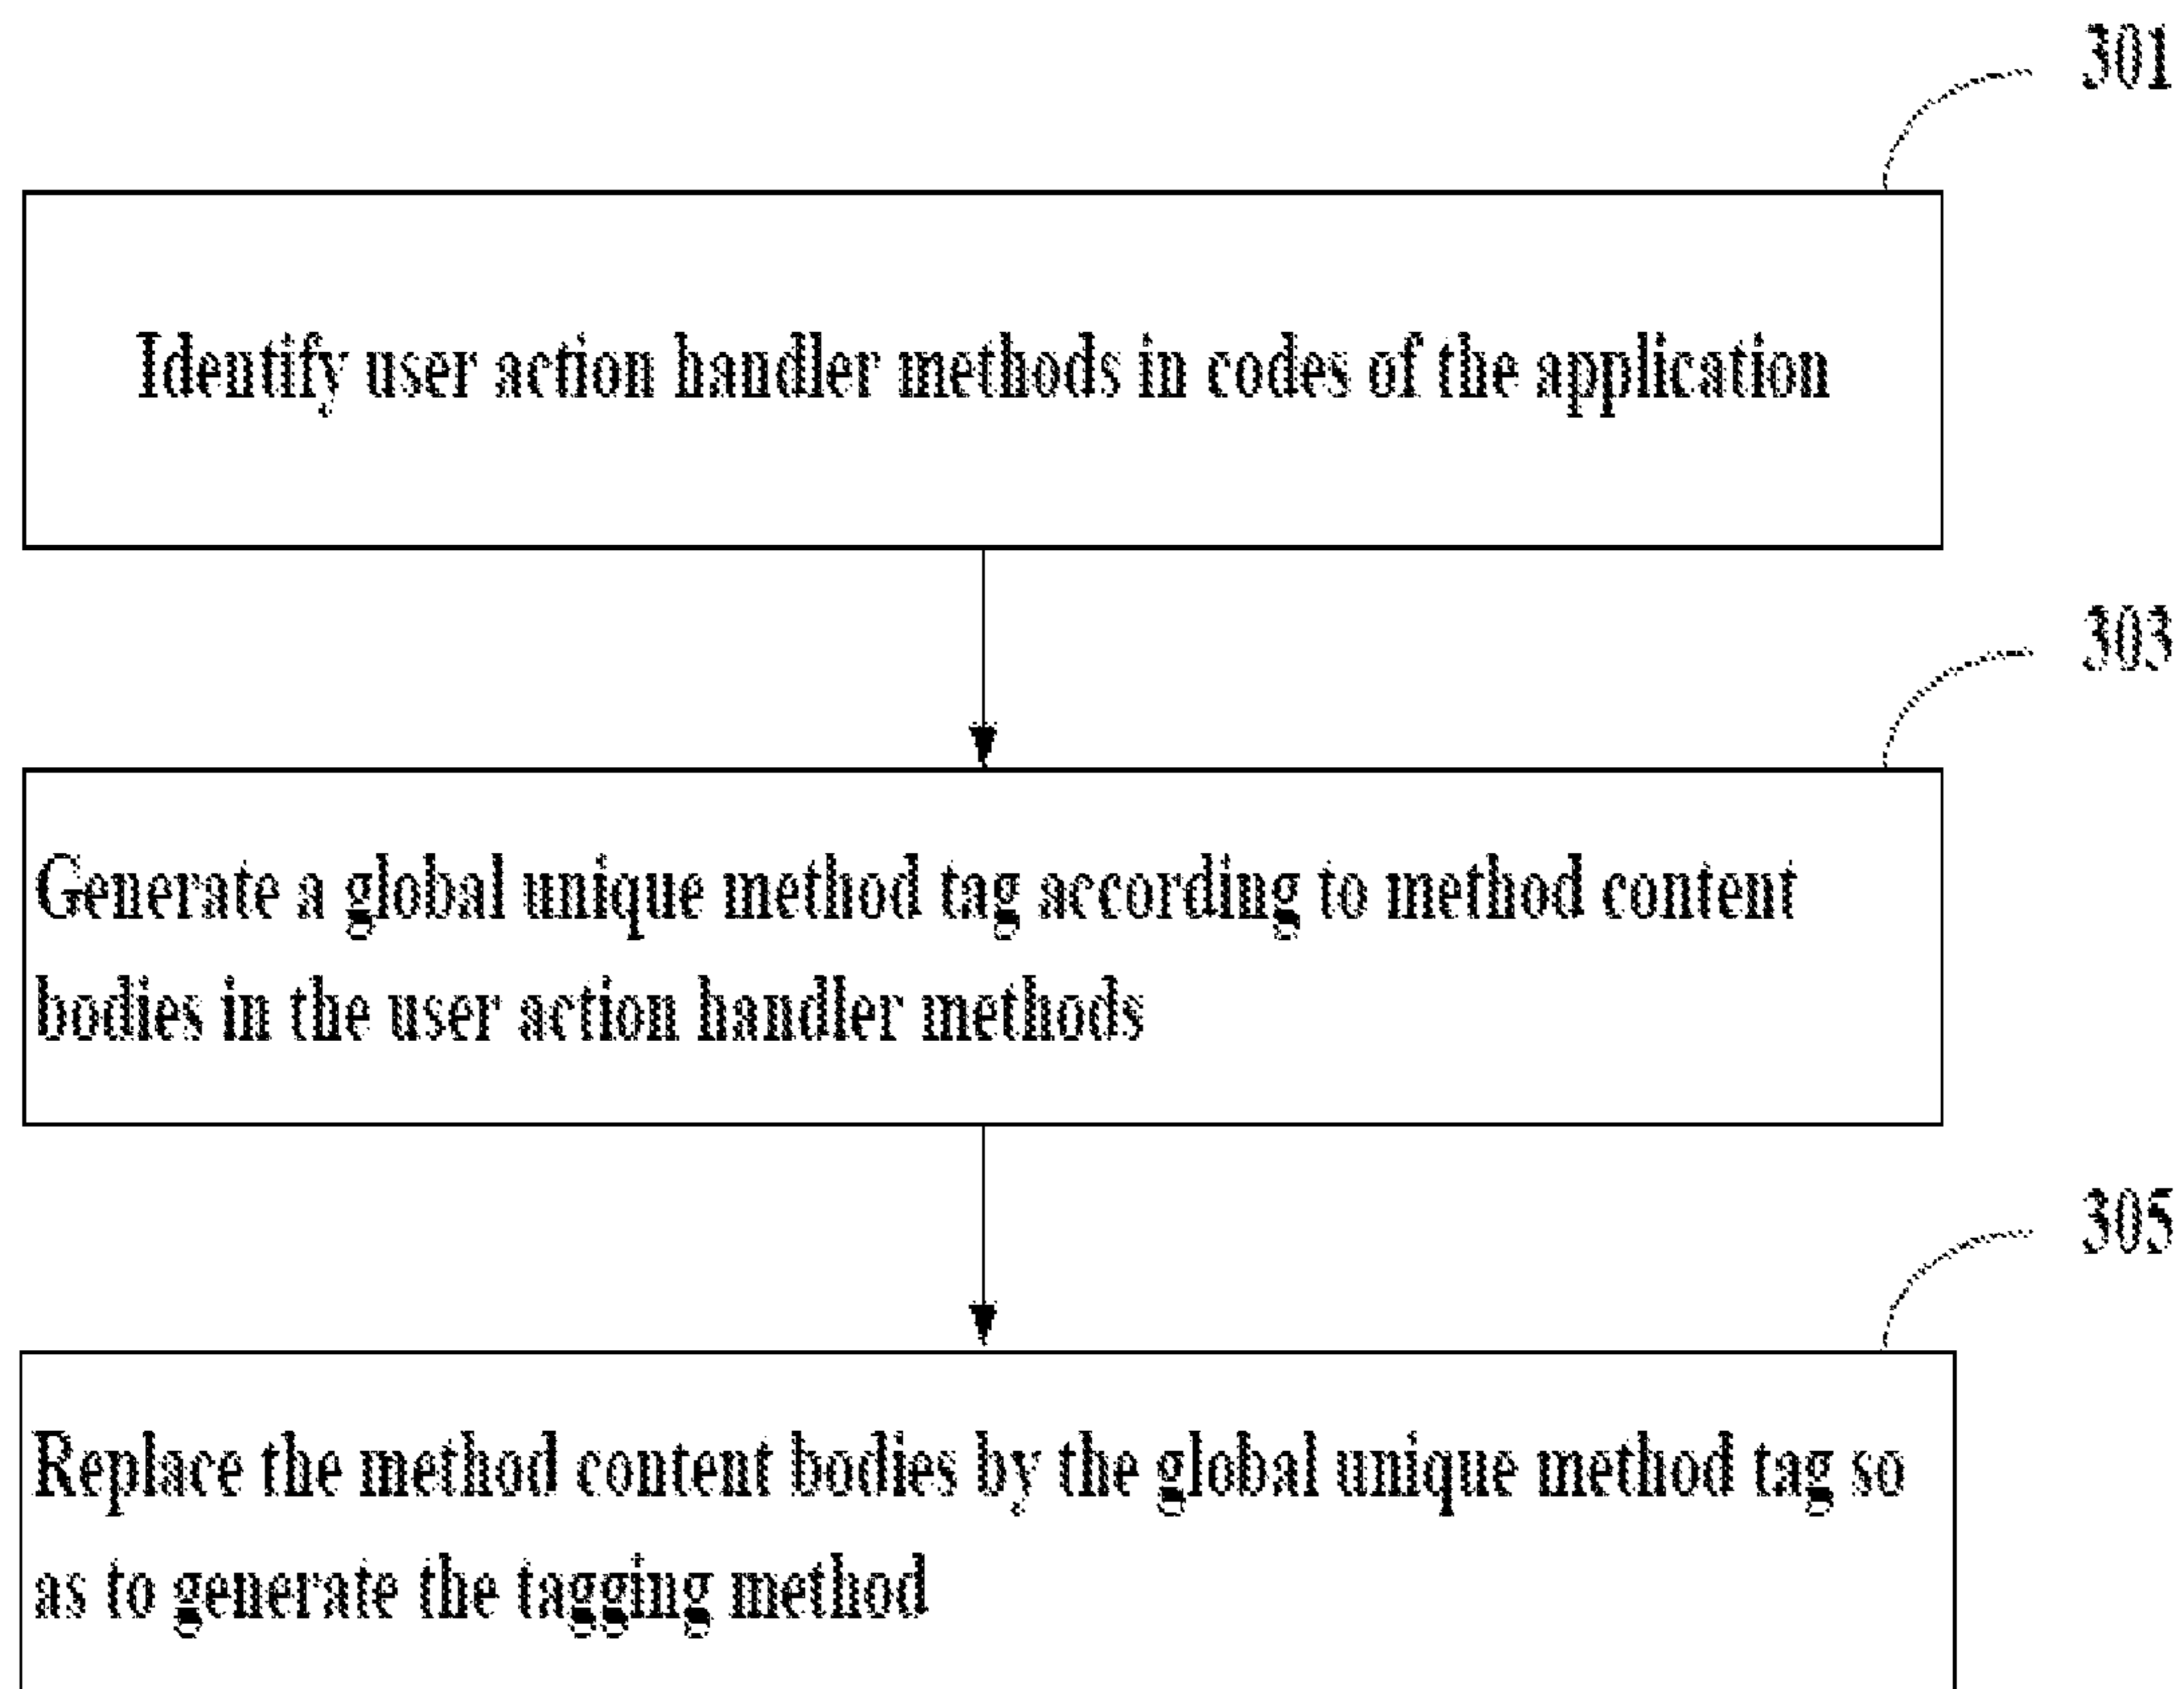 301
Identify user action handler methods in codes of the application
303
Generate a global unique method tag according to method content
bodies in the user action handler methods
305
Replace the method content bodies by the global unique method tag so
as to generate the tagging method